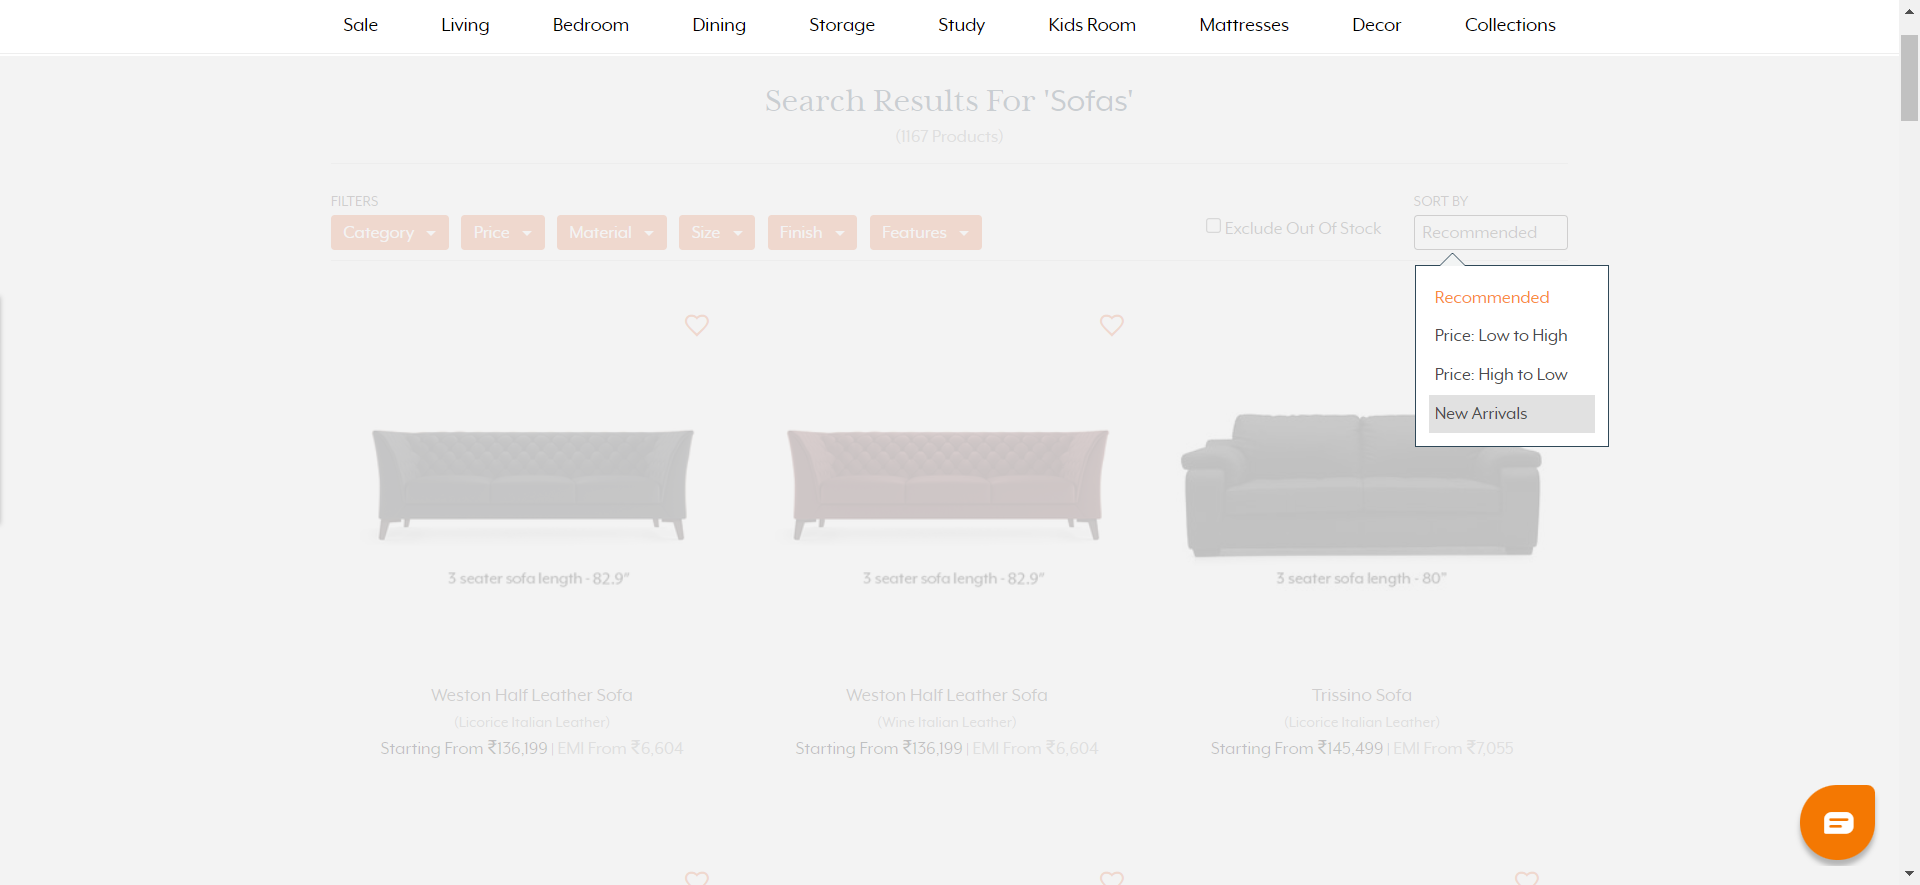 Sale Living Bedroom Dining Storage Study Kids Room Mattresses Decor Collections
Search Results For 'Sofas'
(1167 Products)
FILTERS
Category Price Material Size Finish Features
Exclude Out Of Stock
SORT BY
Recommended
Recommended
Price: Low to High
Price: High to Low
New Arrivals
3 seater sofa length - 82.9"
3 seater sofa length - 82.9"
3 seater sofa length - 80"
Weston Half Leather Sofa
(Licorice Italian Leather)
Starting From ₹136,199 | EMI From ₹6,604
Weston Half Leather Sofa
(Wine Italian Leather)
Starting From ₹136,199 | EMI From ₹6,604
Trissino Sofa
(Licorice Italian Leather)
Starting From ₹145,499 | EMI From ₹7,055